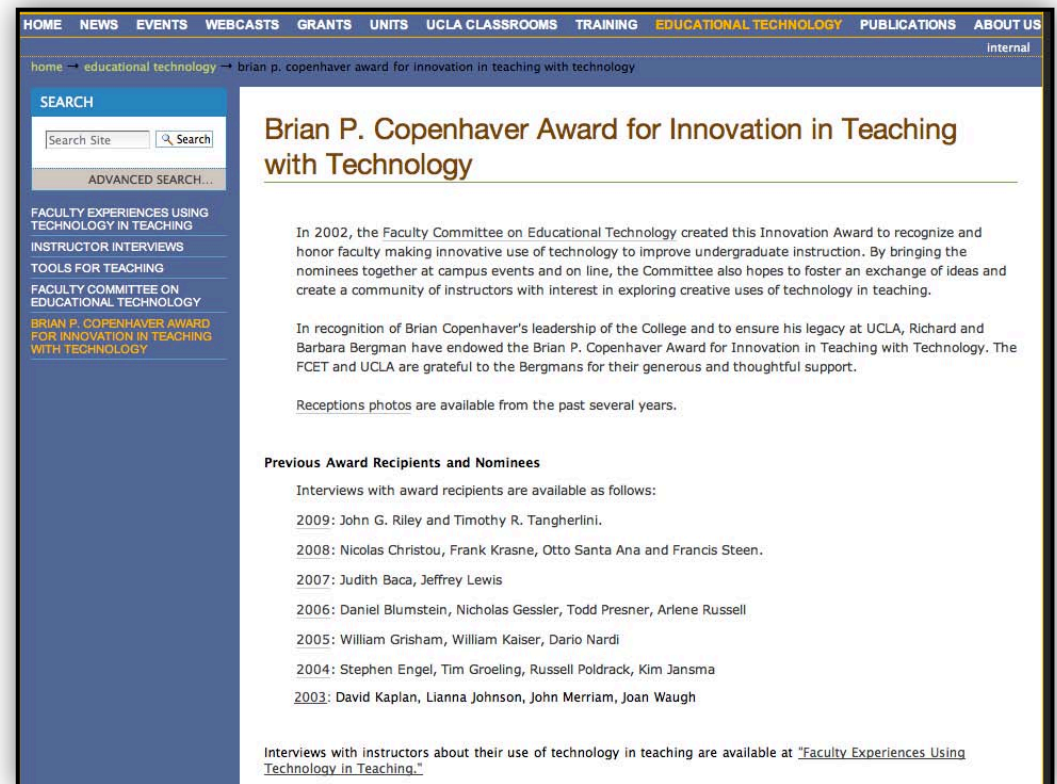 HOME NEWS EVENTS WEBCASTS GRANTS UNITS UCLA CLASSROOMS TRAINING EDUCATIONAL TECHNOLOGY PUBLICATIONS ABOUT US
internal
home → educational technology → brian p. copenhaver award for innovation in teaching with technology
SEARCH
Search Site Search
ADVANCED SEARCH...
FACULTY EXPERIENCES USING
TECHNOLOGY IN TEACHING
INSTRUCTOR INTERVIEWS
TOOLS FOR TEACHING
FACULTY COMMITTEE ON
EDUCATIONAL TECHNOLOGY
BRIAN P. COPENHAVER AWARD
FOR INNOVATION IN TEACHING
WITH TECHNOLOGY
Brian P. Copenhaver Award for Innovation in Teaching
with Technology
In 2002, the Faculty Committee on Educational Technology created this Innovation Award to recognize and
honor faculty making innovative use of technology to improve undergraduate instruction. By bringing the
nominees together at campus events and on line, the Committee also hopes to foster an exchange of ideas and
create a community of instructors with interest in exploring creative uses of technology in teaching.
In recognition of Brian Copenhaver's leadership of the College and to ensure his legacy at UCLA, Richard and
Barbara Bergman have endowed the Brian P. Copenhaver Award for Innovation in Teaching with Technology. The
FCET and UCLA are grateful to the Bergmans for their generous and thoughtful support.
Receptions photos are available from the past several years.
Previous Award Recipients and Nominees
Interviews with award recipients are available as follows:
2009: John G. Riley and Timothy R. Tangherlini.
2008: Nicolas Christou, Frank Krasne, Otto Santa Ana and Francis Steen.
2007: Judith Baca, Jeffrey Lewis
2006: Daniel Blumstein, Nicholas Gessler, Todd Presner, Arlene Russell
2005: William Grisham, William Kaiser, Dario Nardi
2004: Stephen Engel, Tim Groeling, Russell Poldrack, Kim Jansma
2003: David Kaplan, Lianna Johnson, John Merriam, Joan Waugh
Interviews with instructors about their use of technology in teaching are available at "Faculty Experiences Using
Technology in Teaching."